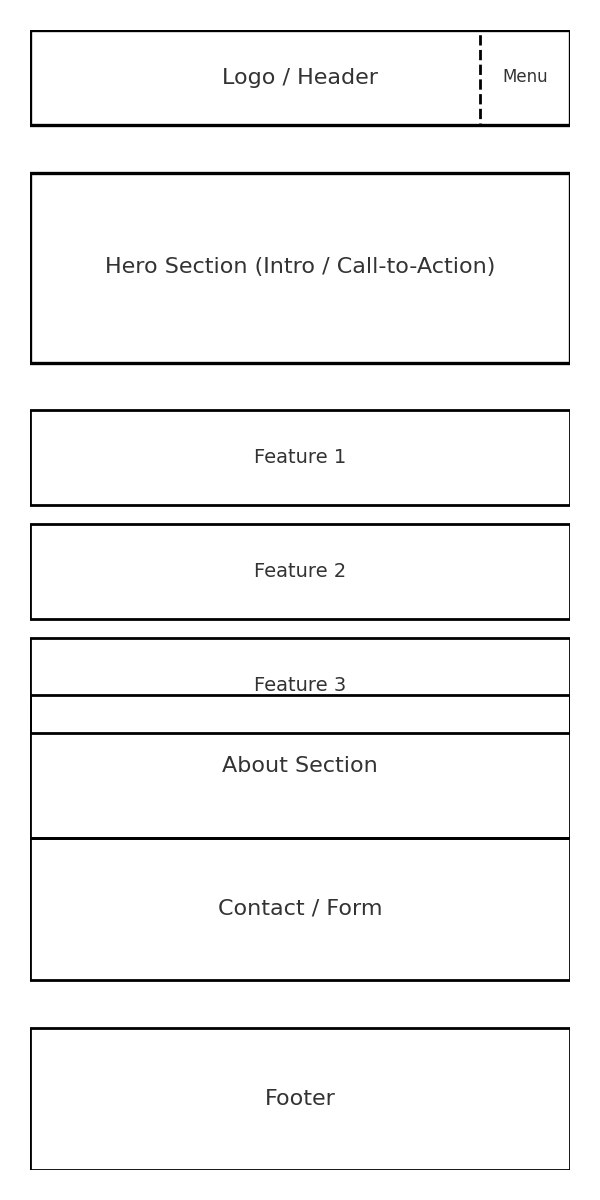 Logo / Header
Menu
Hero Section (Intro / Call-to-Action)
Feature 1
Feature 2
Feature 3
About Section
Contact / Form
Footer